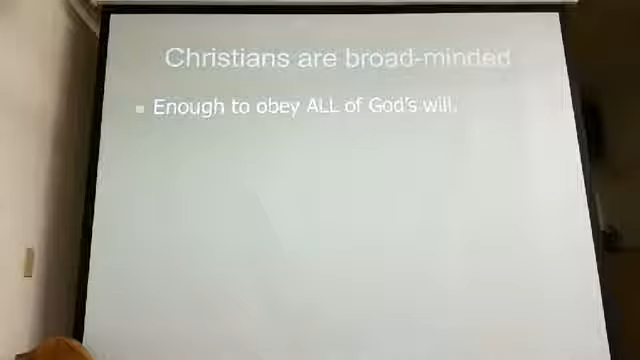 Christians are broad-minded
Enough to obey ALL of God's will.